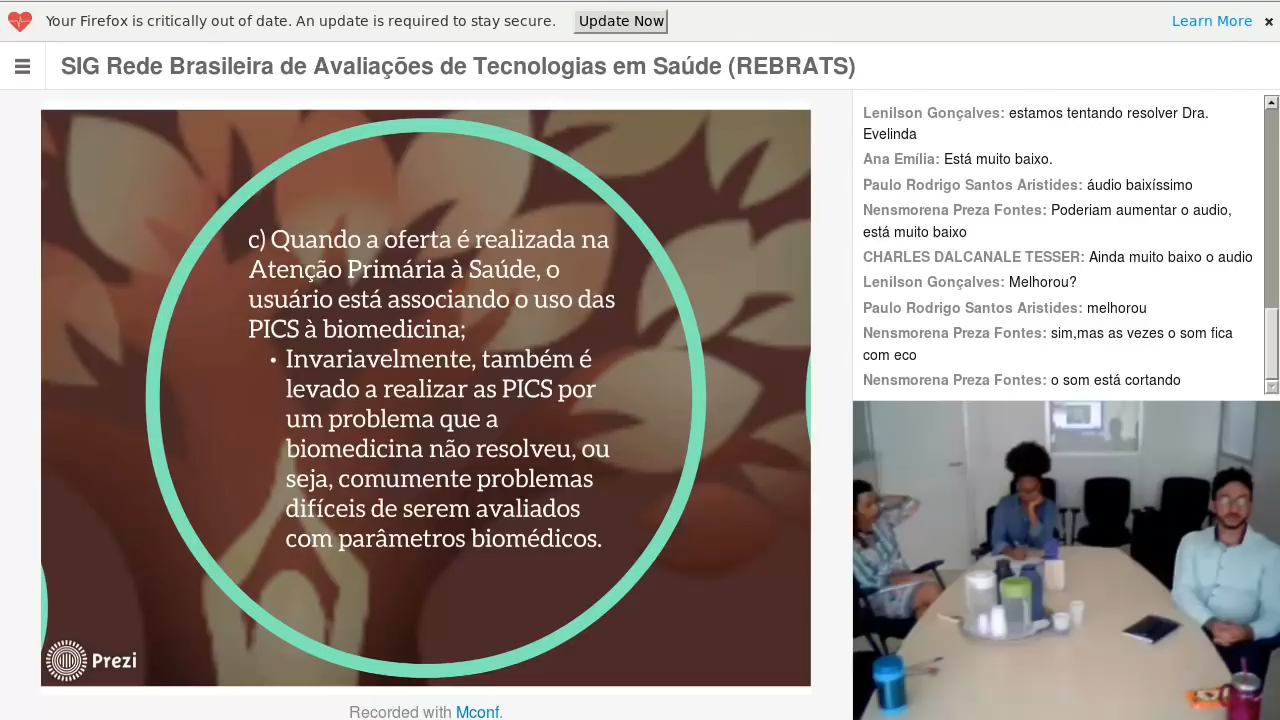 Your Firefox is critically out of date. An update is required to stay secure.
Update Now
Learn More
SIG Rede Brasileira de Avaliações de Tecnologias em Saúde (REBRATS)
c) Quando a oferta é realizada na
Atenção Primária à Saúde, o
usuário está associando o uso das
PICS à biomedicina;
• Invariavelmente, também é
levado a realizar as PICS por
um problema que a
biomedicina não resolveu, ou
seja, comumente problemas
difíceis de serem avaliados
com parâmetros biomédicos.
Prezi
Recorded with Mconf.
Lenilson Gonçalves: estamos tentando resolver Dra.
Evelinda
Ana Emília: Está muito baixo.
Paulo Rodrigo Santos Aristides: áudio baixíssimo
Nensmorena Preza Fontes: Poderiam aumentar o audio,
está muito baixo
CHARLES DALCANALE TESSER: Ainda muito baixo o audio
Lenilson Gonçalves: Melhorou?
Paulo Rodrigo Santos Aristides: melhorou
Nensmorena Preza Fontes: sim,mas as vezes o som fica
com eco
Nensmorena Preza Fontes: o som está cortando